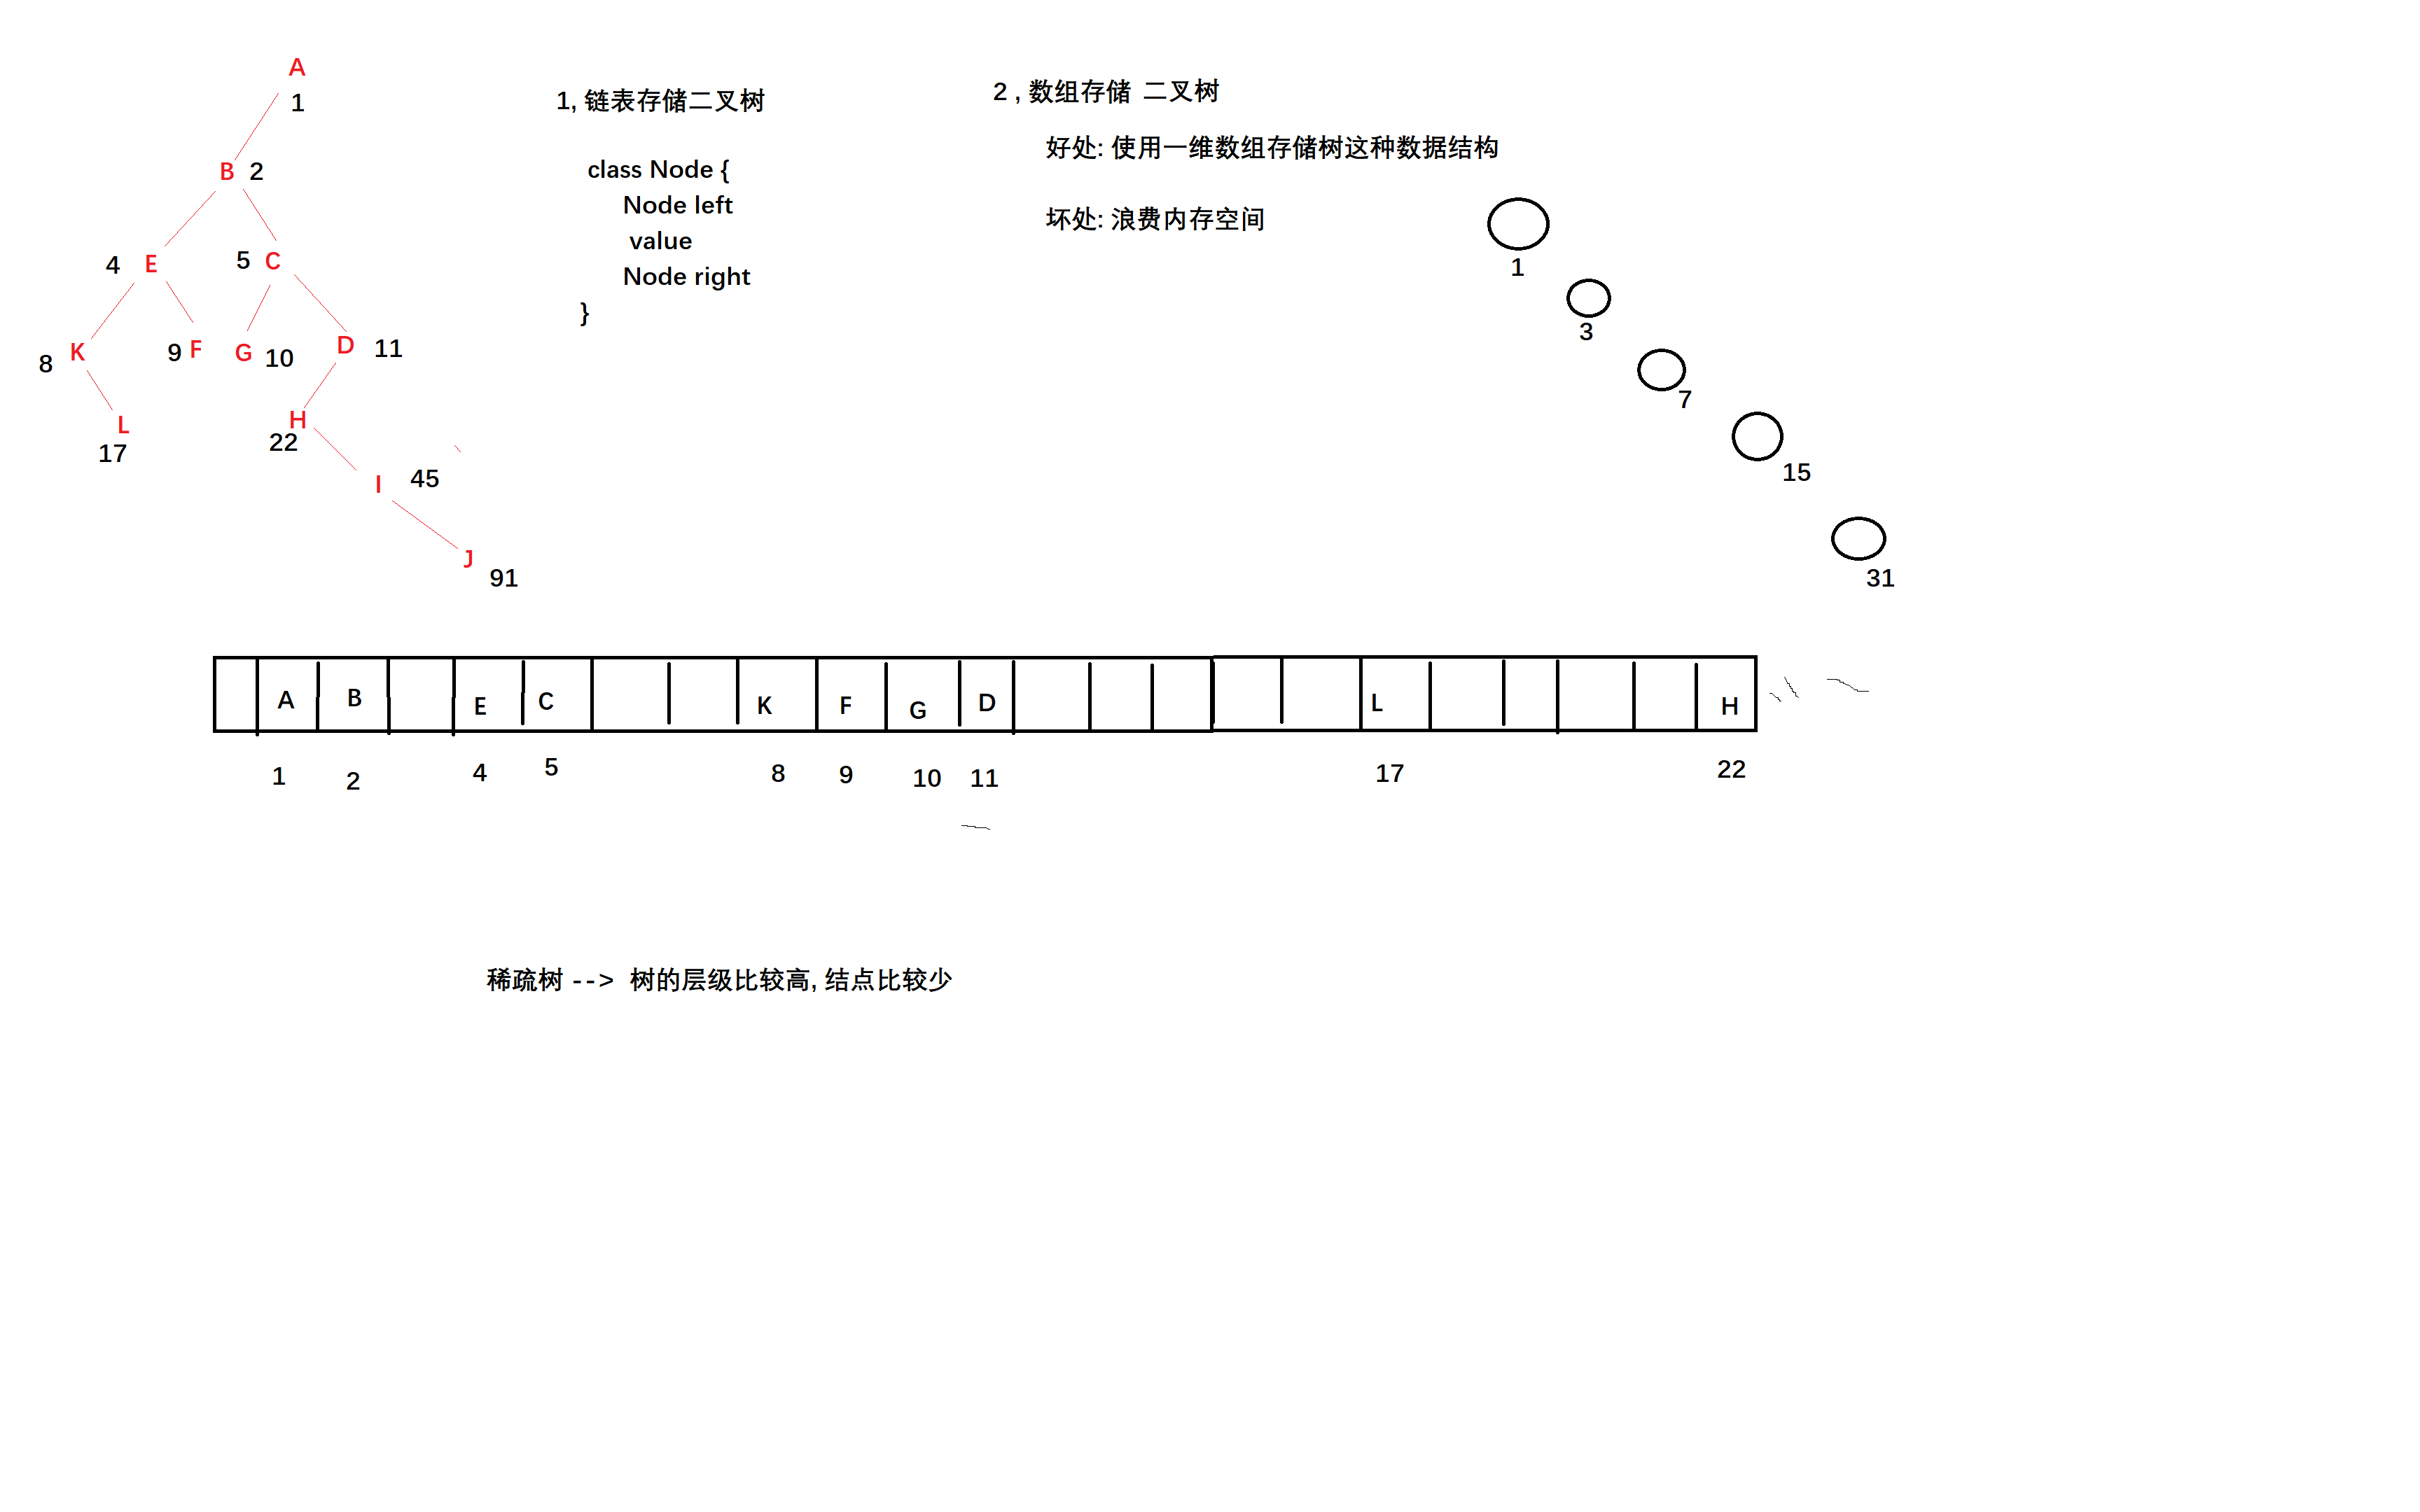 A
1
B 2
4 E 5 C
8 K 9 F G 10 D 11
L
17
H
22
I 45
J
91
1, 链表存储二叉树
class Node {
Node left
value
Node right
}
2 , 数组存储 二叉树
好处: 使用一维数组存储树这种数据结构
坏处: 浪费内存空间
1
3
7
15
31
A B E C K F G D L H
1 2 4 5 8 9 10 11 17 22
稀疏树 --> 树的层级比较高, 结点比较少